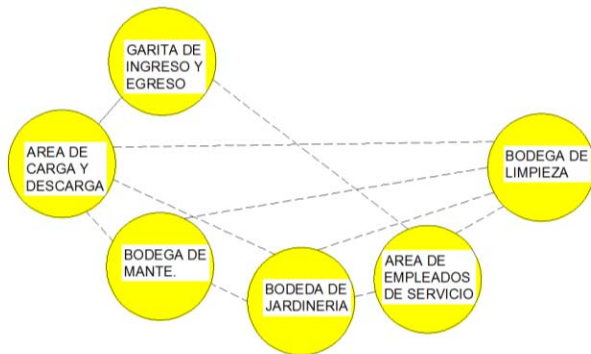 GARITA DE
INGRESO Y
EGRESO
AREA DE
CARGA Y
DESCARGA
BODEGA DE
LIMPIEZA
BODEGA DE
MANTE.
BODEDA DE
JARDINERIA
AREA DE
EMPLEADOS
DE SERVICIO